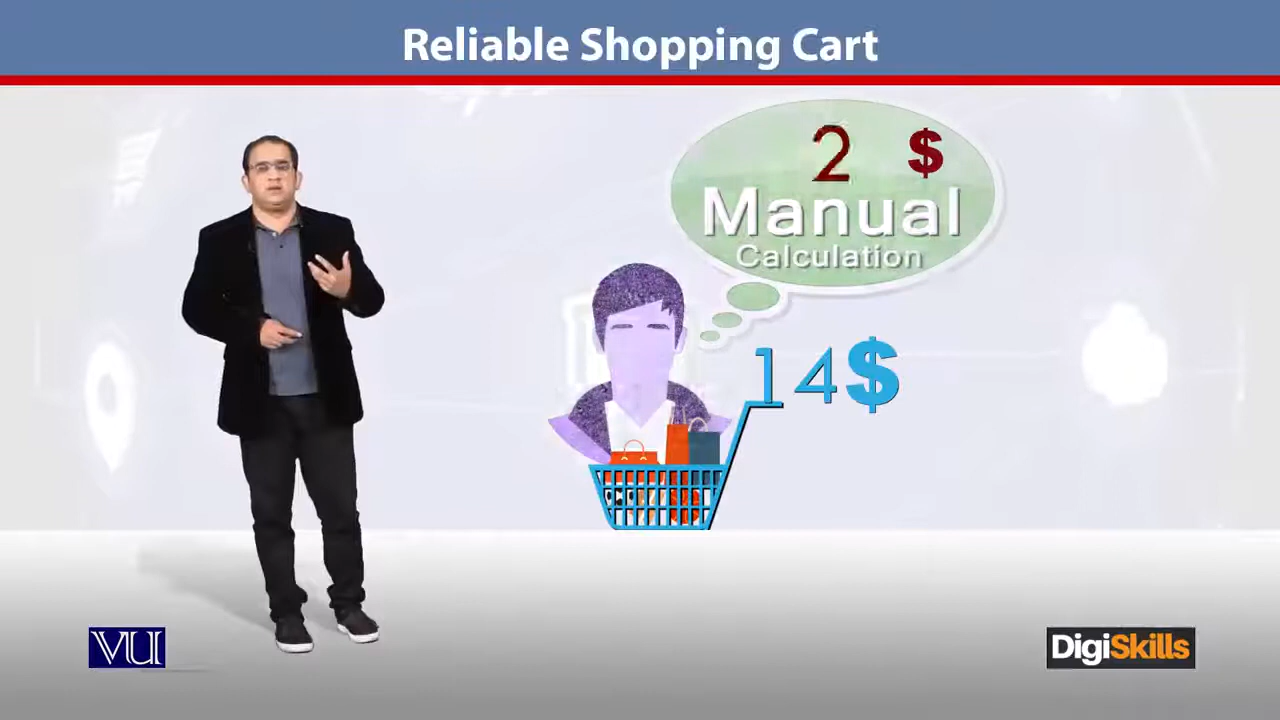 Reliable Shopping Cart
2 $
Manual
Calculation
14$
VU
DigiSkills